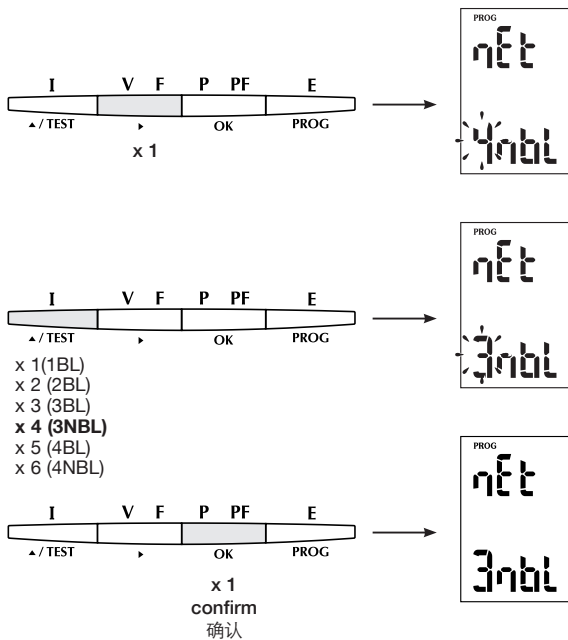 PROG
nEt
I V F P PF E
▲ / TEST ▶ OK PROG
x 1
4nbl
PROG
nEt
I V F P PF E
▲ / TEST ▶ OK PROG
3nbl
x 1(1BL)
x 2 (2BL)
x 3 (3BL)
x 4 (3NBL)
x 5 (4BL)
x 6 (4NBL)
PROG
nEt
I V F P PF E
▲ / TEST ▶ OK PROG
3nbl
x 1
confirm
确认